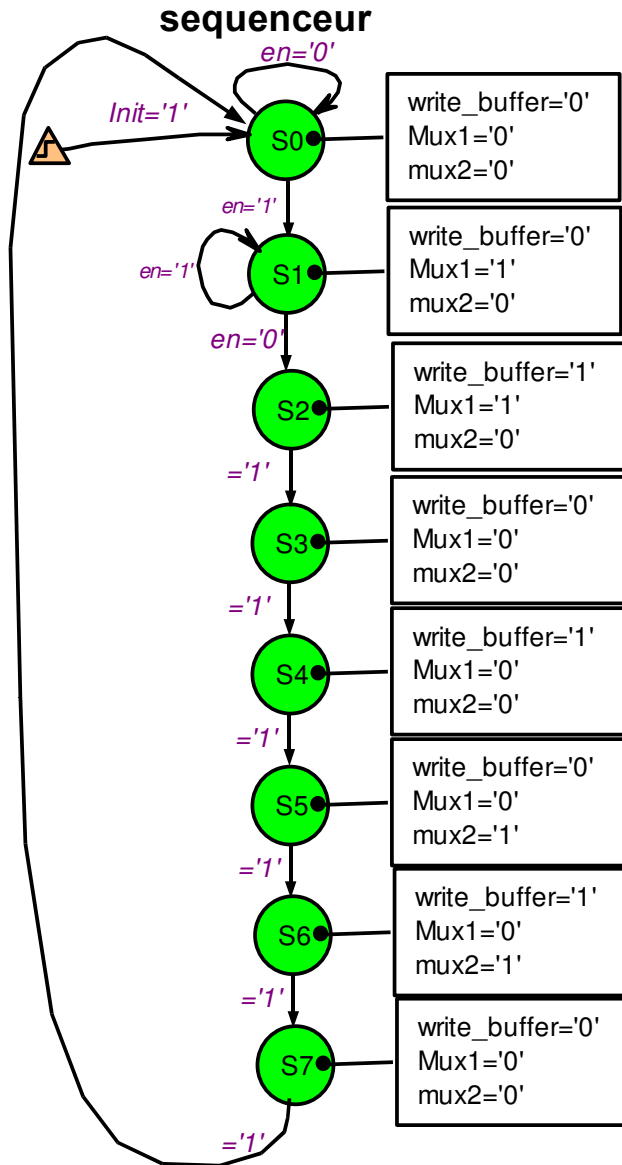 sequenceur
en='0'
Init='1'
S0
write_buffer='0'
Mux1='0'
mux2='0'
en='1'
en='1'
S1
write_buffer='0'
Mux1='1'
mux2='0'
en='0'
S2
write_buffer='1'
Mux1='1'
mux2='0'
='1'
S3
write_buffer='0'
Mux1='0'
mux2='0'
='1'
S4
write_buffer='1'
Mux1='0'
mux2='0'
='1'
S5
write_buffer='0'
Mux1='0'
mux2='1'
='1'
S6
write_buffer='1'
Mux1='0'
mux2='1'
='1'
S7
write_buffer='0'
Mux1='0'
mux2='0'
='1'